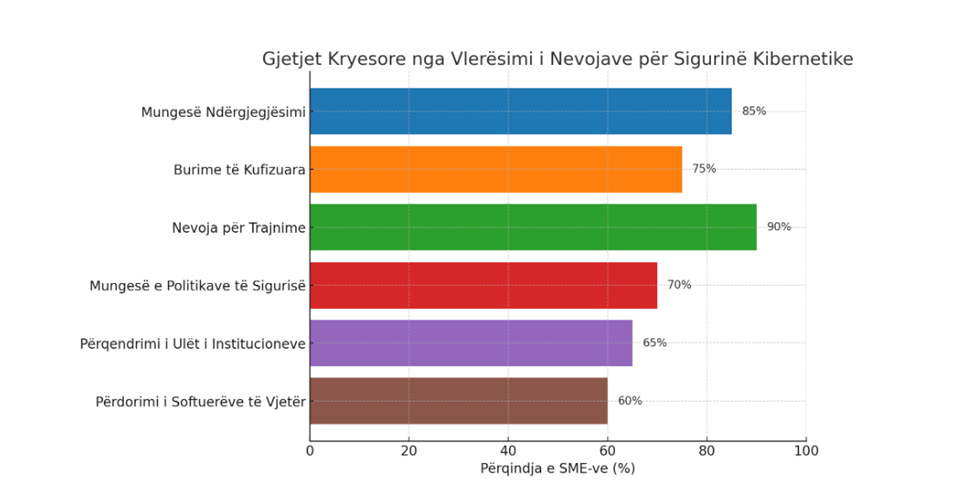 Gjetjet Kryesore nga Vlerësimi i Nevojave për Sigurinë Kibernetike
Mungesë Ndërgjegjësimi
85%
Burime të Kufizuara
75%
Nevoja për Trajnime
90%
Mungesë e Politikave të Sigurisë
70%
Përqendrimi i Ulët i Institucioneve
65%
Përdorimi i Softuerëve të Vjetër
60%
0 20 40 60 80 100
Përqindja e SME-ve (%)